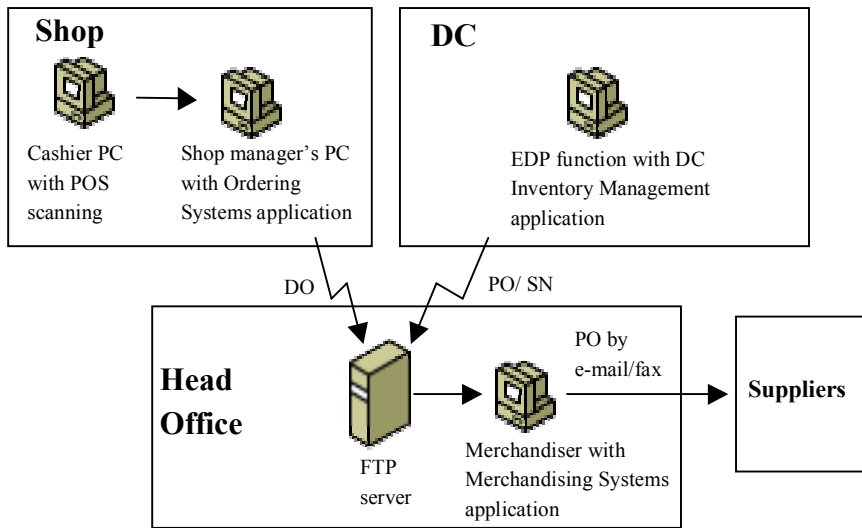 Shop
Cashier PC
with POS
scanning
Shop manager's PC
with Ordering
Systems application
DC
EDP function with DC
Inventory Management
application
DO
PO/ SN
Head
Office
FTP
server
Merchandiser with
Merchandising Systems
application
PO by
e-mail/fax
Suppliers